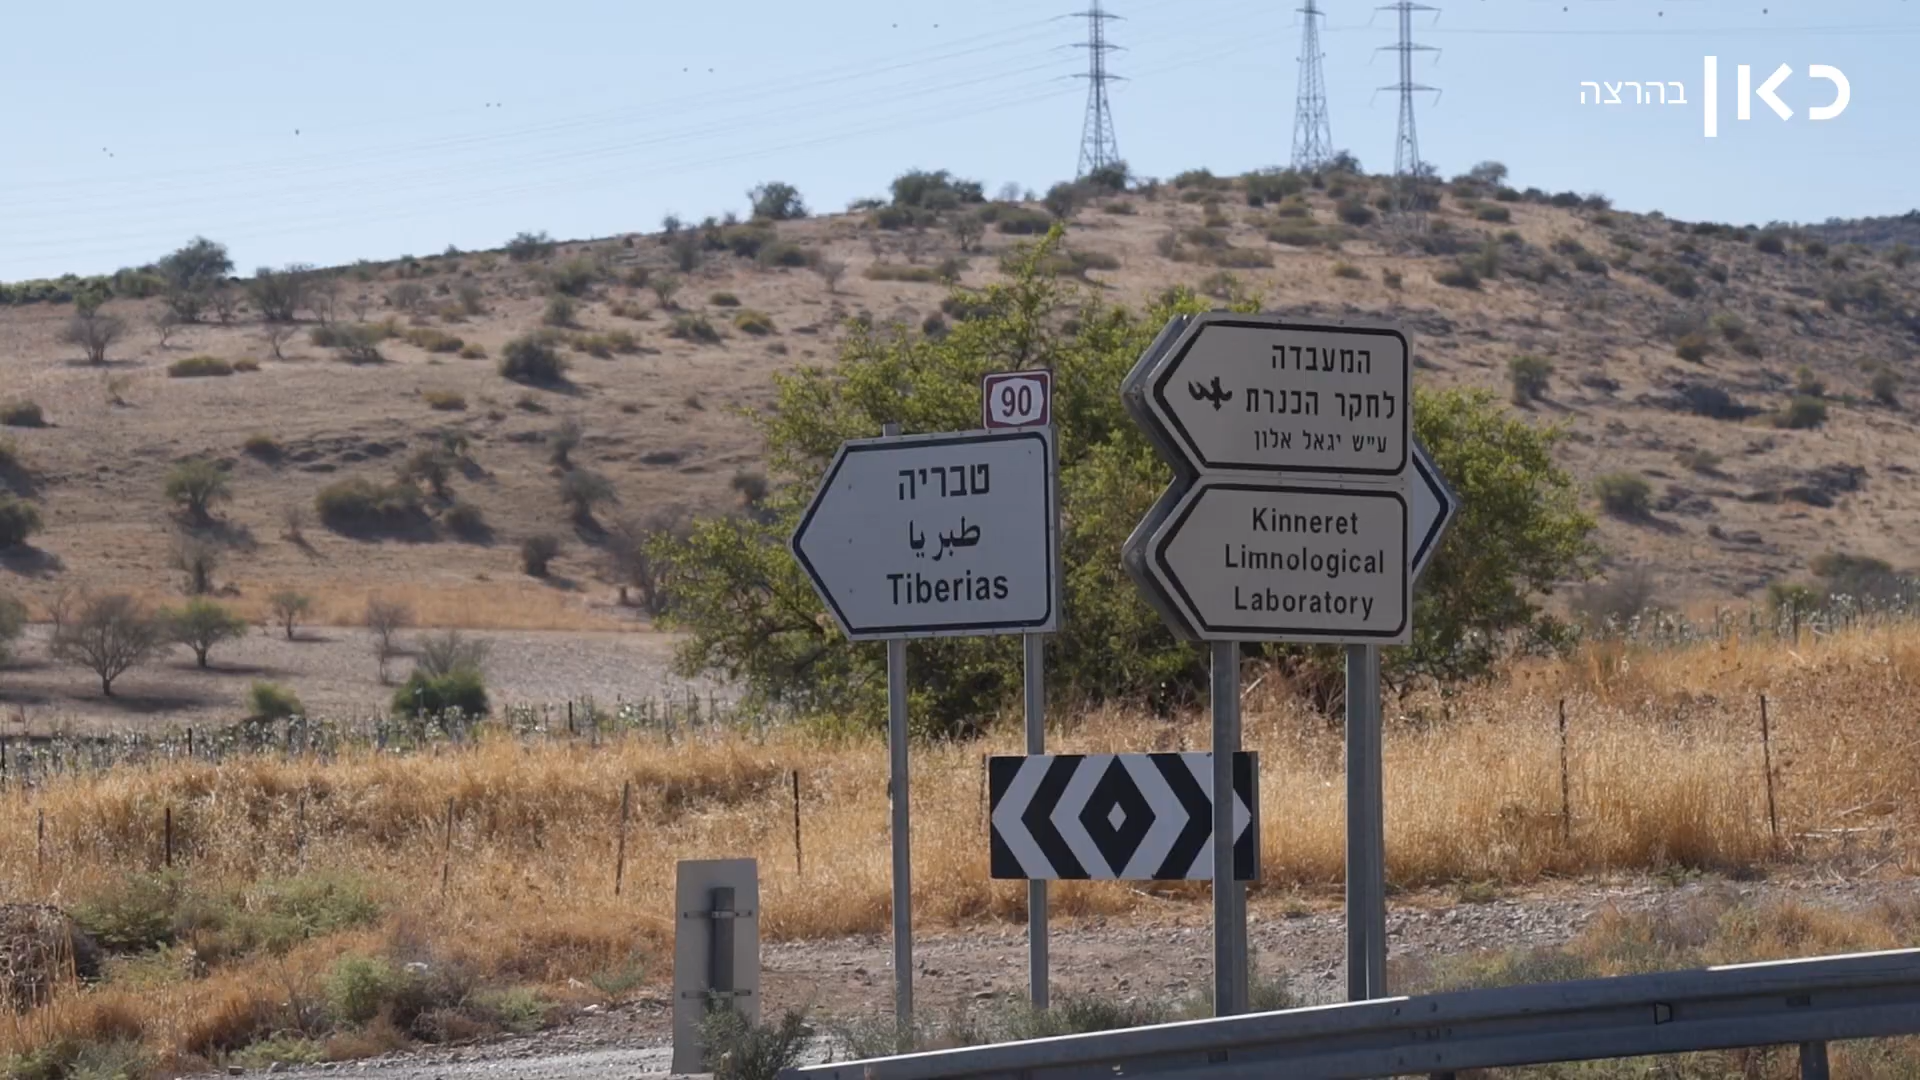 כאן | בהרצה
90
טבריה
طبريا
Tiberias
המעבדה
לחקר הכנרת
ע״ש יגאל אלון
Kinneret
Limnological
Laboratory